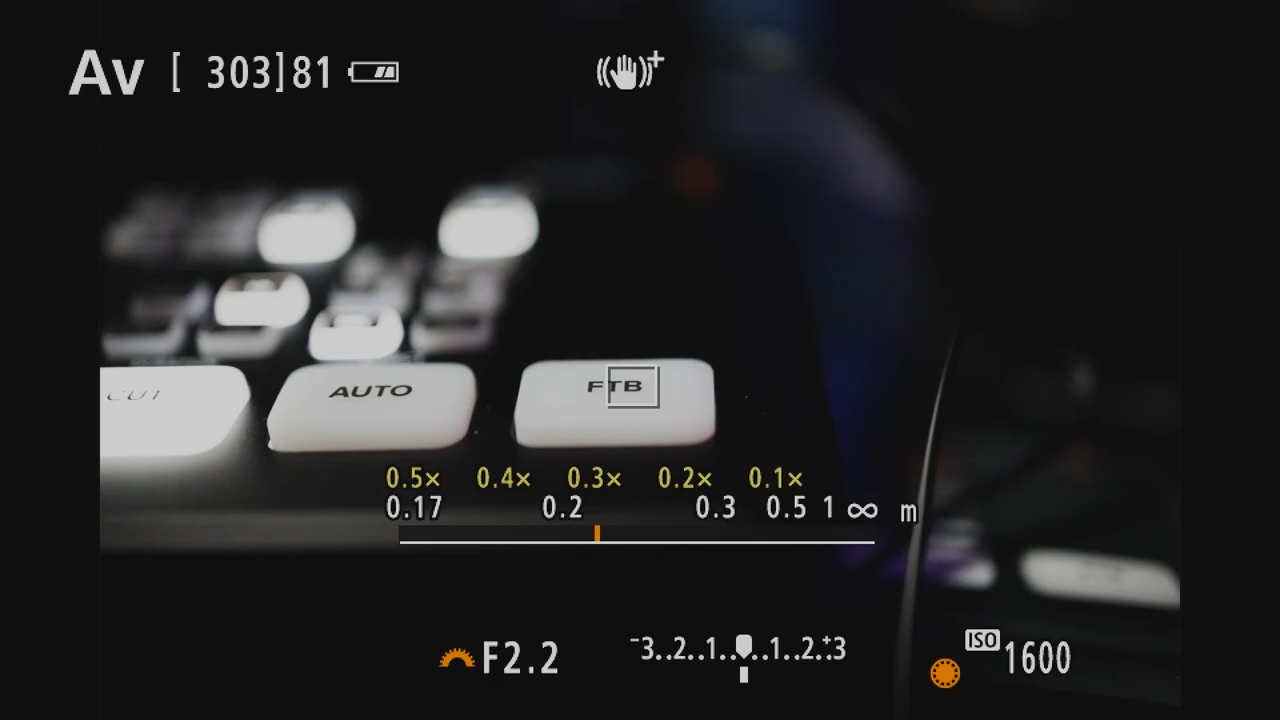 Av [ 303]81
CUT
AUTO
FTB
0.5× 0.4× 0.3× 0.2× 0.1×
0.17 0.2 0.3 0.5 1 ∞ m
F2.2
-3..2..1..  ..1..2..+3
ISO 1600